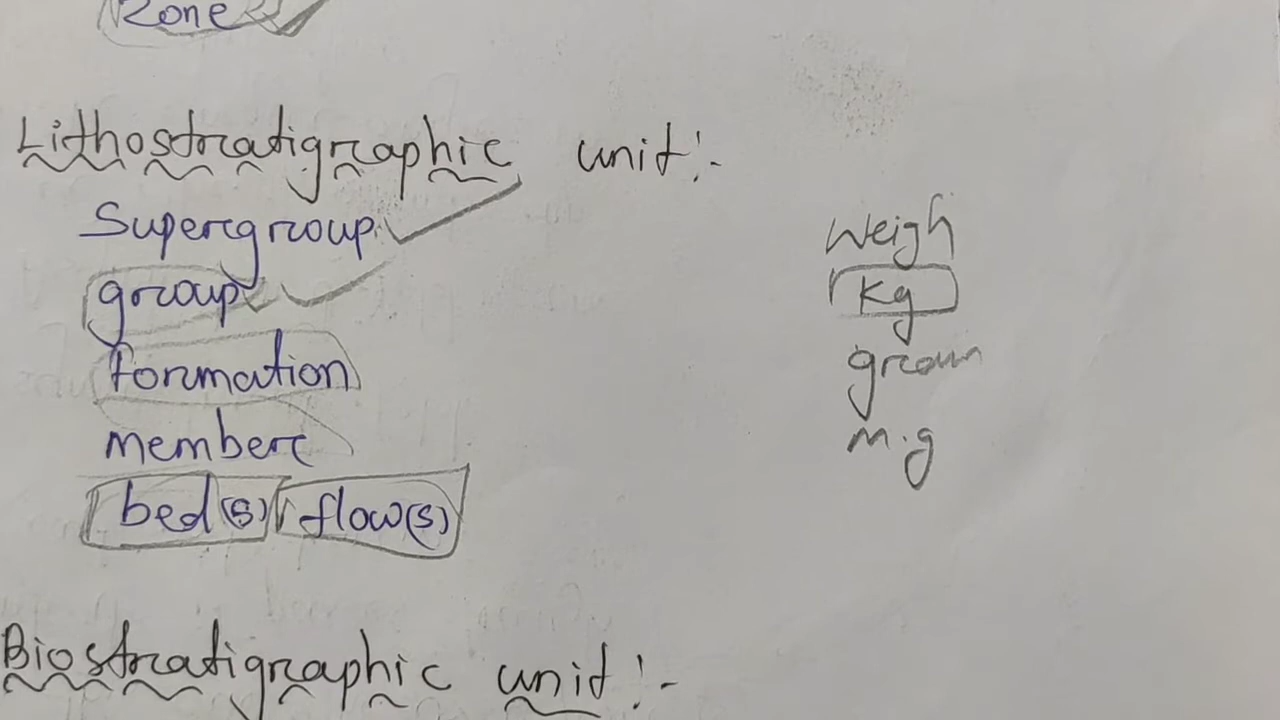 Zone
Lithostratigraphic unit:-
Supergroup
group
formation
member
bed(s) flow(s)
Weigh
Kg
gram
m.g
Biostratigraphic unit:-